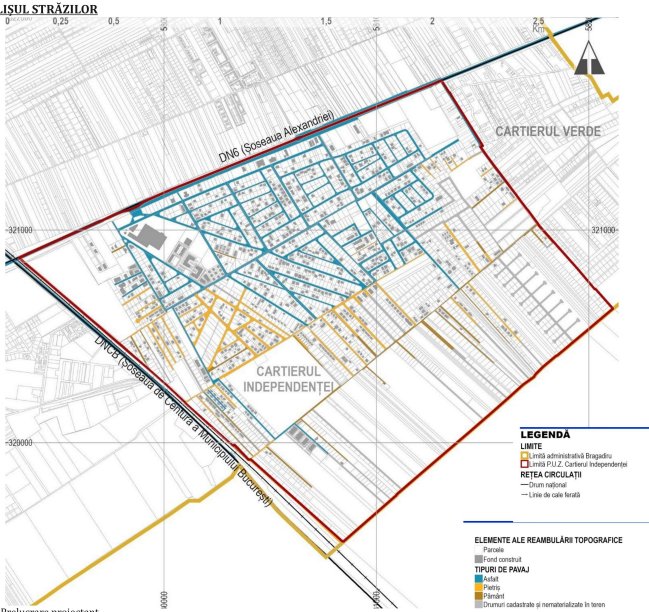 LIȘUL STRĂZILOR
0 0,25 0,5 1 1,5 2 2,5
Km
DN6 (Șoseaua Alexandriei)
CARTIERUL VERDE
321000
321000
CARTIERUL
INDEPENDENȚEI
DNCB (Șoseaua de Centură a Municipiului București)
320000
320000
LEGENDĂ
LIMITE
Limită administrativă Bragadiru
Limită P.U.Z. Cartierul Independenței
REȚEA CIRCULAȚII
Drum național
Linie de cale ferată
ELEMENTE ALE REAMBULĂRII TOPOGRAFICE
Parcele
Fond construit
TIPURI DE PAVAJ
Asfalt
Pietriș
Pământ
Drumuri cadastrate și nematerializate în teren
Prelucrare proiectant